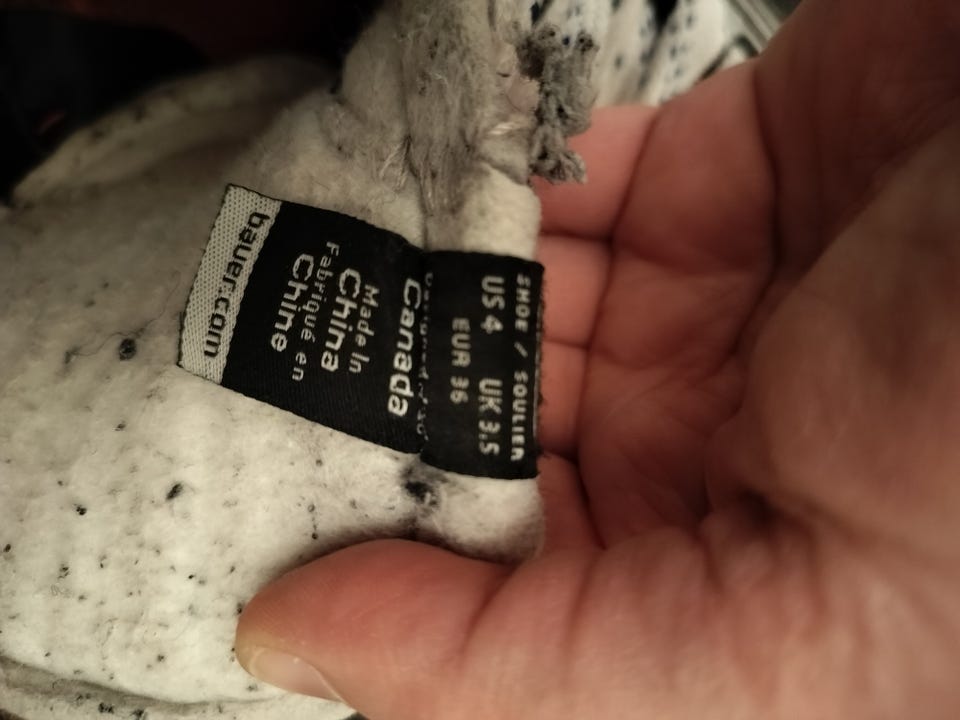 SHOE / SOULIER
US 4 UK 3,5
EUR 36
Canada
Made in
China
Fabriqué en
Chine
bauer.com